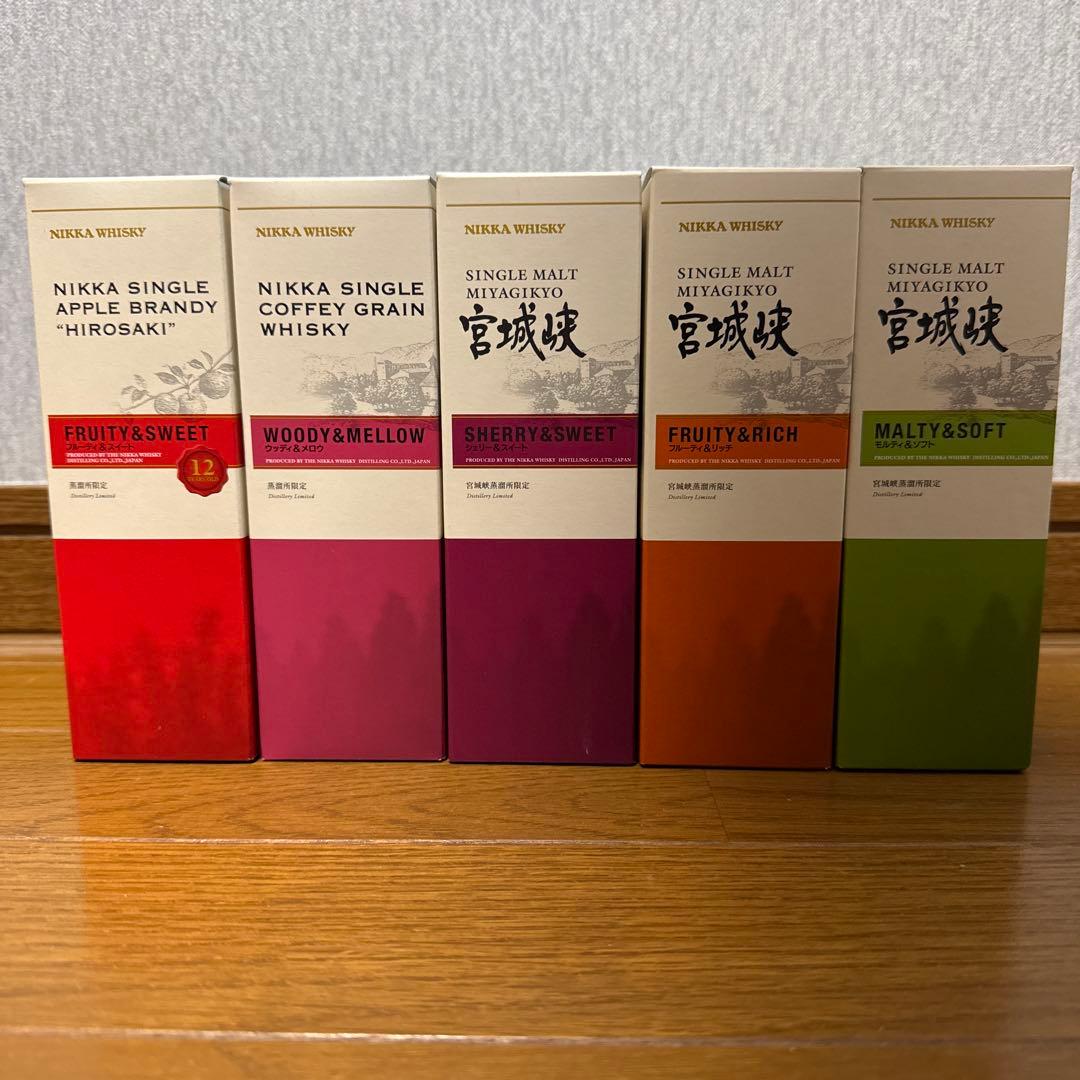 NIKKA WHISKY
NIKKA SINGLE
APPLE BRANDY
"HIROSAKI"
FRUITY&SWEET
フルーティ&スイート
PRODUCED BY THE NIKKA WHISKY
DISTILLING CO.,LTD.,JAPAN
12
YEARS OLD
蒸溜所限定
Distillery Limited
NIKKA WHISKY
NIKKA SINGLE
COFFEY GRAIN
WHISKY
WOODY&MELLOW
ウッディ&メロウ
PRODUCED BY THE NIKKA WHISKY DISTILLING CO.,LTD.,JAPAN
蒸溜所限定
Distillery Limited
NIKKA WHISKY
SINGLE MALT
MIYAGIKYO
宮城峡
SHERRY&SWEET
シェリー&スイート
PRODUCED BY THE NIKKA WHISKY DISTILLING CO.,LTD.,JAPAN
宮城峡蒸溜所限定
Distillery Limited
NIKKA WHISKY
SINGLE MALT
MIYAGIKYO
宮城峡
FRUITY&RICH
フルーティ&リッチ
PRODUCED BY THE NIKKA WHISKY DISTILLING CO.,LTD.,JAPAN
宮城峡蒸溜所限定
Distillery Limited
NIKKA WHISKY
SINGLE MALT
MIYAGIKYO
宮城峡
MALTY&SOFT
モルティ&ソフト
PRODUCED BY THE NIKKA WHISKY DISTILLING CO.,LTD.,JAPAN
宮城峡蒸溜所限定
Distillery Limited